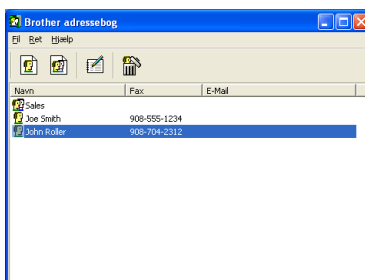 Brother adressebog
Fil Ret Hjælp
Navn Fax E-Mail
Sales
Joe Smith 908-555-1234
John Roller 908-704-2312